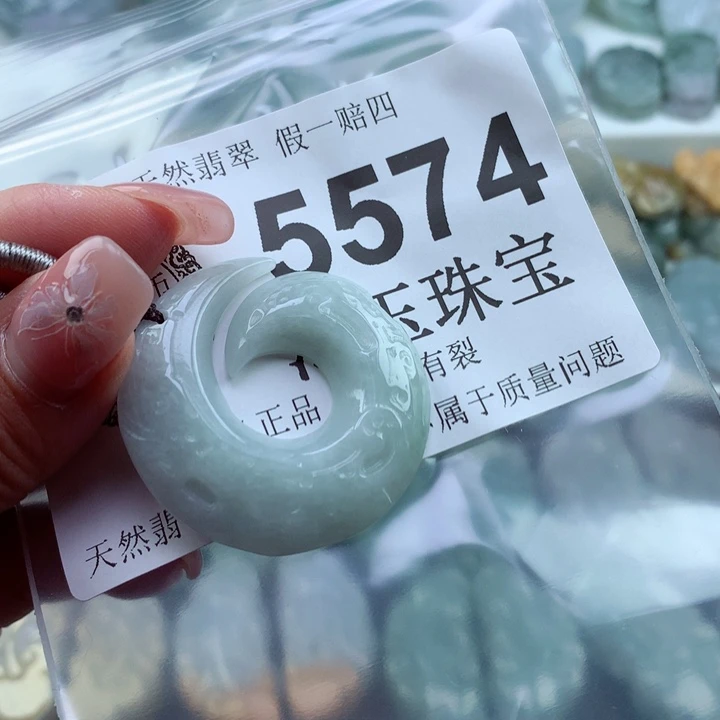 天然翡翠 假一赔四
5574
玉珠宝
有裂
正品 属于质量问题
天然翡